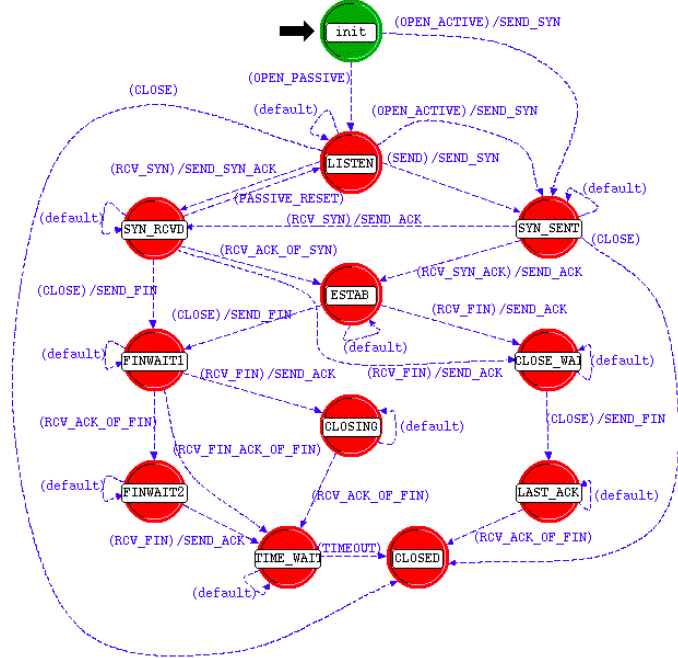 (OPEN_ACTIVE)/SEND_SYN
init
(OPEN_PASSIVE)
(CLOSE)
(default)
(OPEN_ACTIVE)/SEND_SYN
LISTEN
(RCV_SYN)/SEND_SYN_ACK
(SEND)/SEND_SYN
(default)
(PASSIVE_RESET)
(default)
SYN_RCVD
(RCV_SYN)/SEND_ACK
SYN_SENT
(CLOSE)
(RCV_ACK_OF_SYN)
(RCV_SYN_ACK)/SEND_ACK
(CLOSE)/SEND_FIN
ESTAB
(CLOSE)/SEND_FIN
(RCV_FIN)/SEND_ACK
(default)
(default)
FINWAIT1
CLOSE_WAI
(default)
(RCV_FIN)/SEND_ACK
(RCV_FIN)/SEND_ACK
(RCV_ACK_OF_FIN)
CLOSING
(default)
(CLOSE)/SEND_FIN
(RCV_FIN_ACK_OF_FIN)
(default)
FINWAIT2
(RCV_ACK_OF_FIN)
LAST_ACK
(default)
(RCV_FIN)/SEND_ACK
(TIMEOUT)
(RCV_ACK_OF_FIN)
TIME_WAIT
CLOSED
(default)